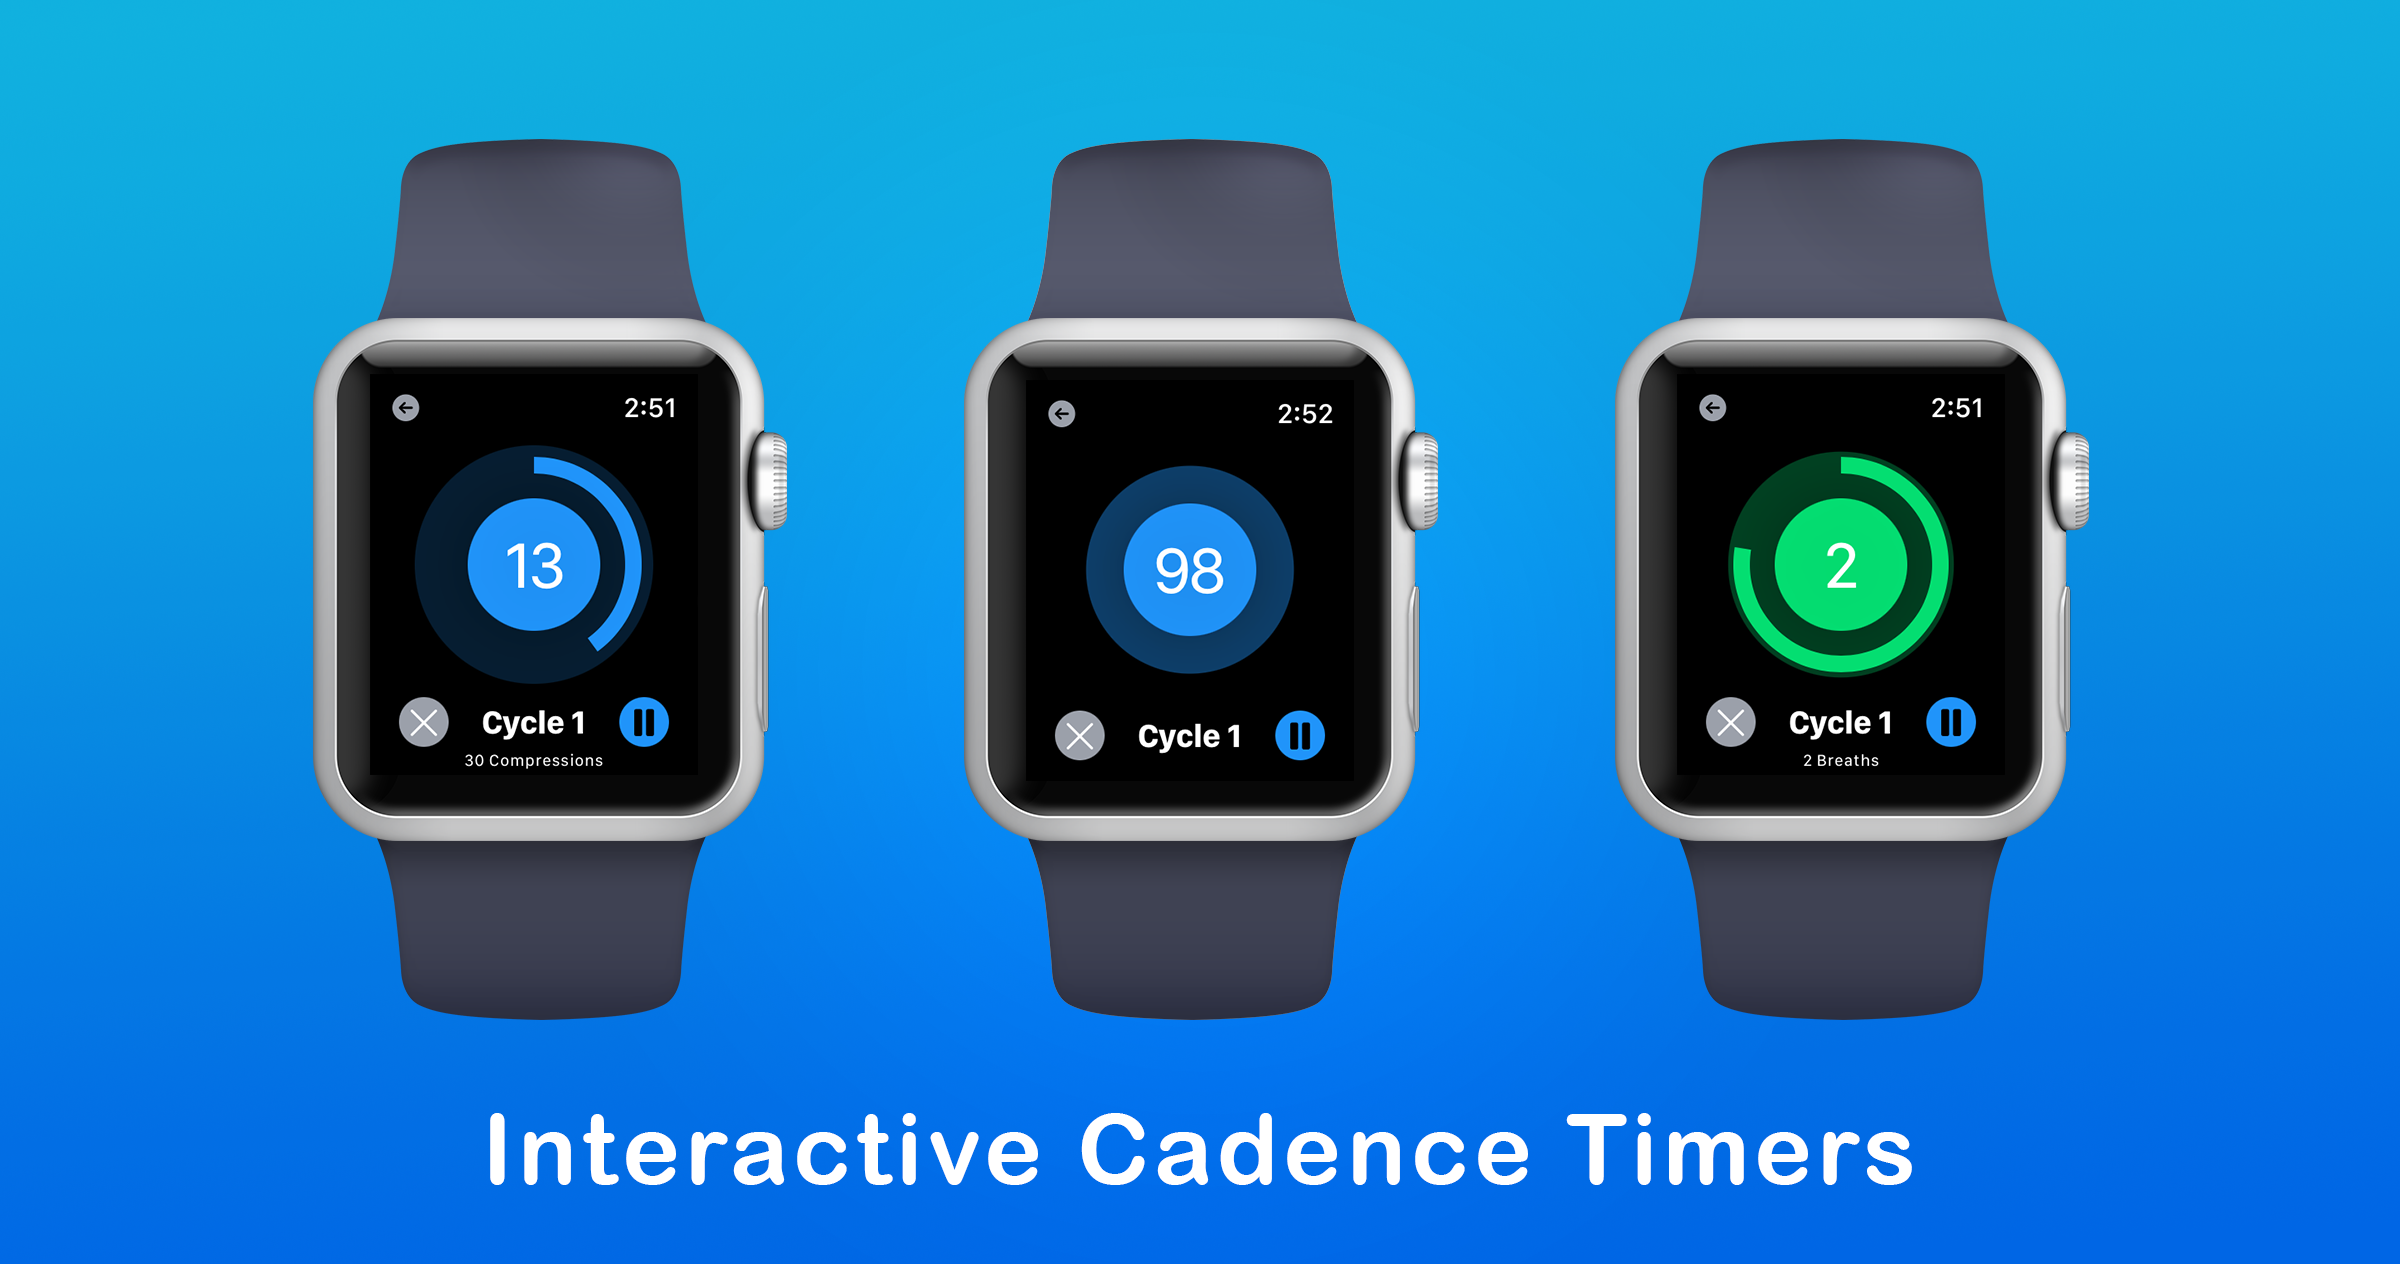 2:51
13
Cycle 1
30 Compressions
2:52
98
Cycle 1
2:51
2
Cycle 1
2 Breaths
Interactive Cadence Timers